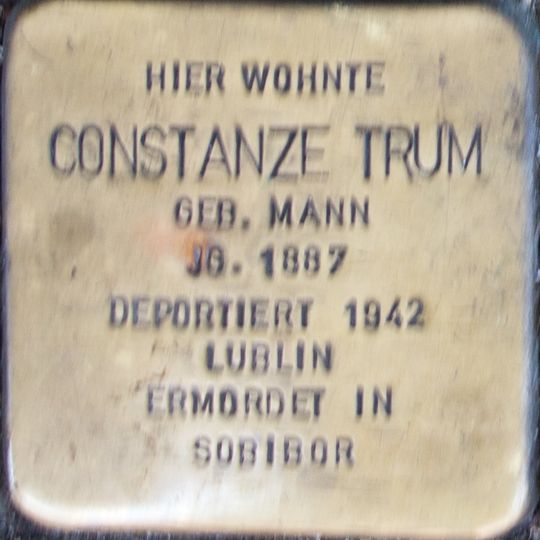 HIER WOHNTE
CONSTANZE TRUM
GEB. MANN
JG. 1887
DEPORTIERT 1942
LUBLIN
ERMORDET IN
SOBIBOR